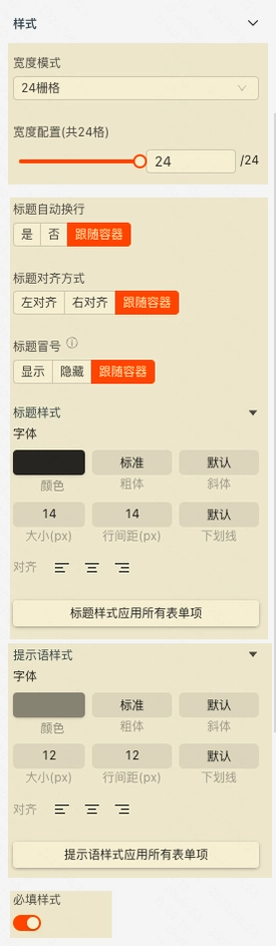 样式
宽度模式
24栅格
宽度配置(共24格)
24 /24
标题自动换行
是 否 跟随容器
标题对齐方式
左对齐 右对齐 跟随容器
标题冒号
显示 隐藏 跟随容器
标题样式
字体
标准 默认
颜色 粗体 斜体
14 14 默认
大小(px) 行间距(px) 下划线
对齐
标题样式应用所有表单项
提示语样式
字体
标准 默认
颜色 粗体 斜体
12 12 默认
大小(px) 行间距(px) 下划线
对齐
提示语样式应用所有表单项
必填样式